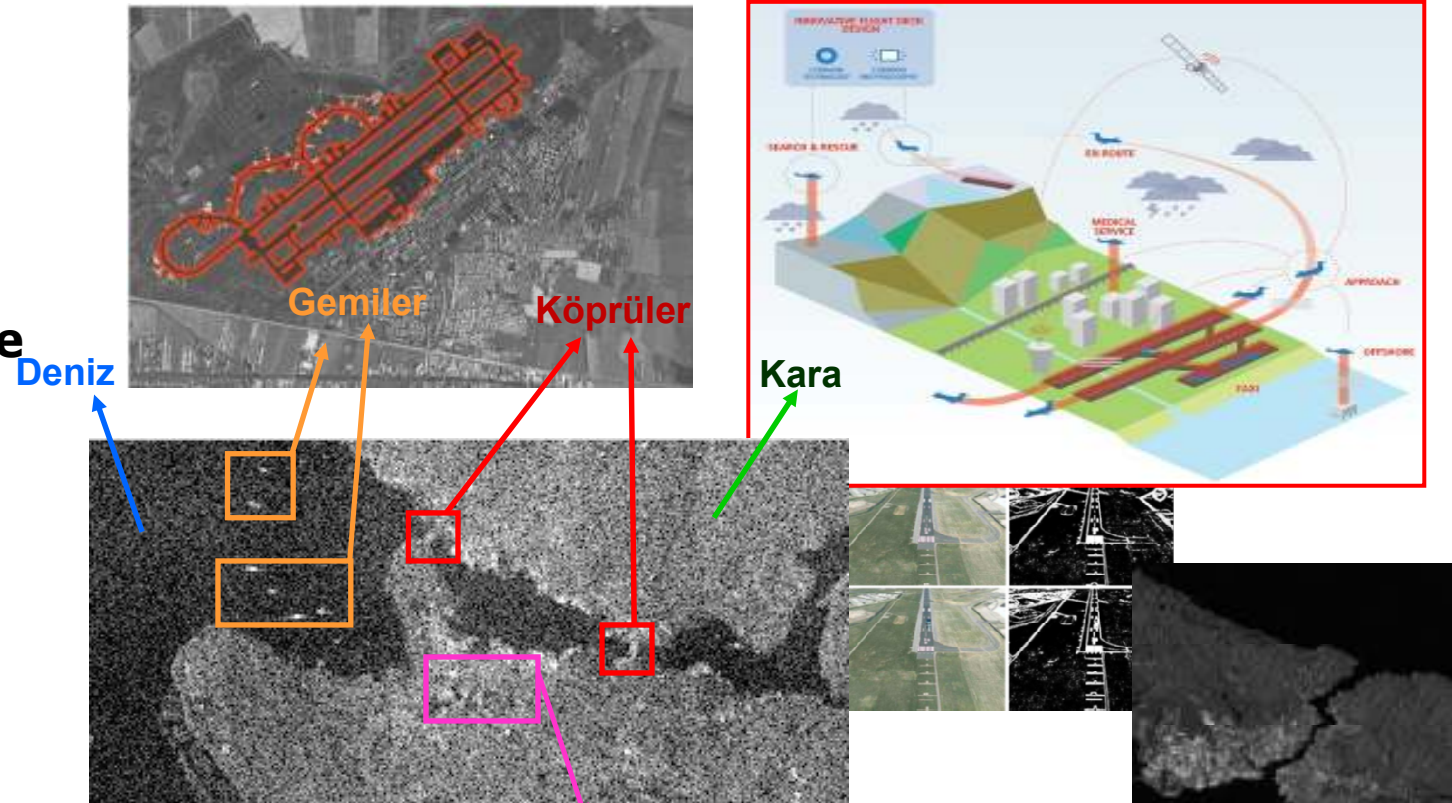 INNOVATIVE FLIGHT DECK
DESIGN
SEARCH & RESCUE
EN ROUTE
MEDICAL
SERVICE
APPROACH
OFFSHORE
TAXI
Gemiler
Köprüler
e
Deniz
Kara